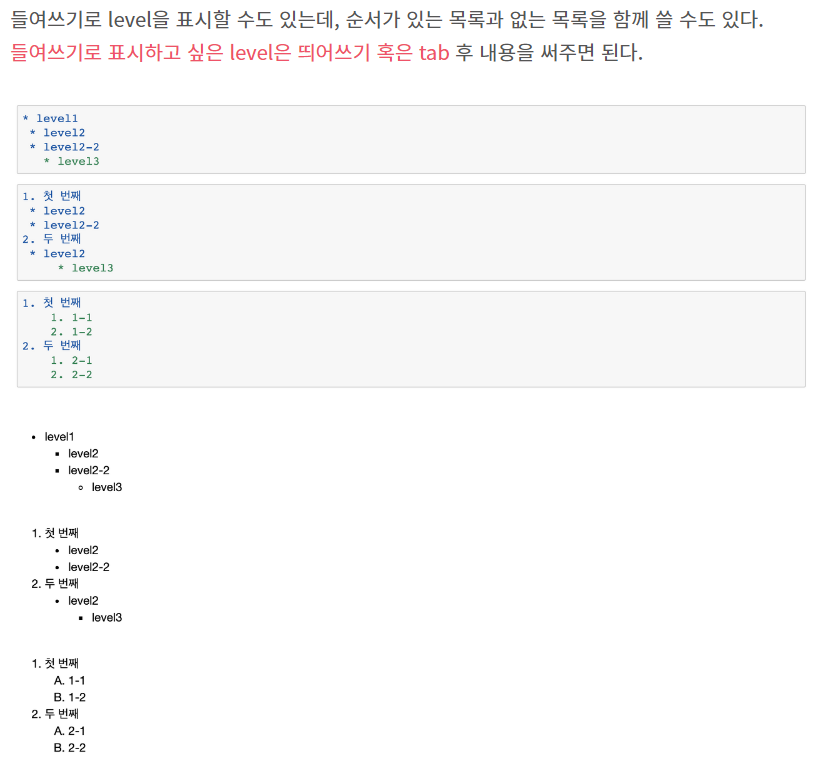 들여쓰기로 level을 표시할 수도 있는데, 순서가 있는 목록과 없는 목록을 함께 쓸 수도 있다.
들여쓰기로 표시하고 싶은 level은 띄어쓰기 혹은 tab 후 내용을 써주면 된다.
* level1
 * level2
 * level2-2
   * level3
1. 첫 번째
 * level2
 * level2-2
2. 두 번째
 * level2
     * level3
1. 첫 번째
    1. 1-1
    2. 1-2
2. 두 번째
    1. 2-1
    2. 2-2
• level1
▪ level2
▪ level2-2
◦ level3
1. 첫 번째
• level2
• level2-2
2. 두 번째
• level2
▪ level3
1. 첫 번째
A. 1-1
B. 1-2
2. 두 번째
A. 2-1
B. 2-2